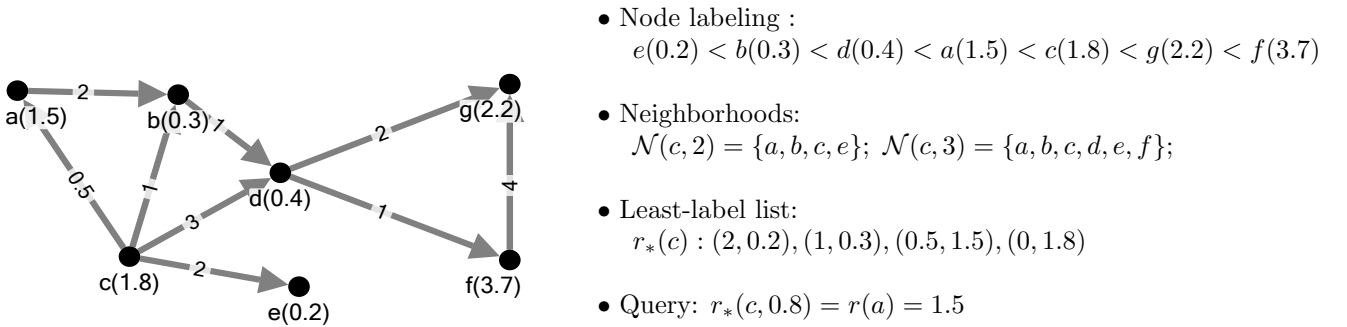 a(1.5)
2
b(0.3)
1
g(2.2)
2
0.5
1
3
d(0.4)
1
4
c(1.8)
2
e(0.2)
f(3.7)
• Node labeling :
e(0.2) < b(0.3) < d(0.4) < a(1.5) < c(1.8) < g(2.2) < f(3.7)
• Neighborhoods:
𝒩(c, 2) = {a, b, c, e}; 𝒩(c, 3) = {a, b, c, d, e, f};
• Least-label list:
r∗(c) : (2, 0.2), (1, 0.3), (0.5, 1.5), (0, 1.8)
• Query: r∗(c, 0.8) = r(a) = 1.5